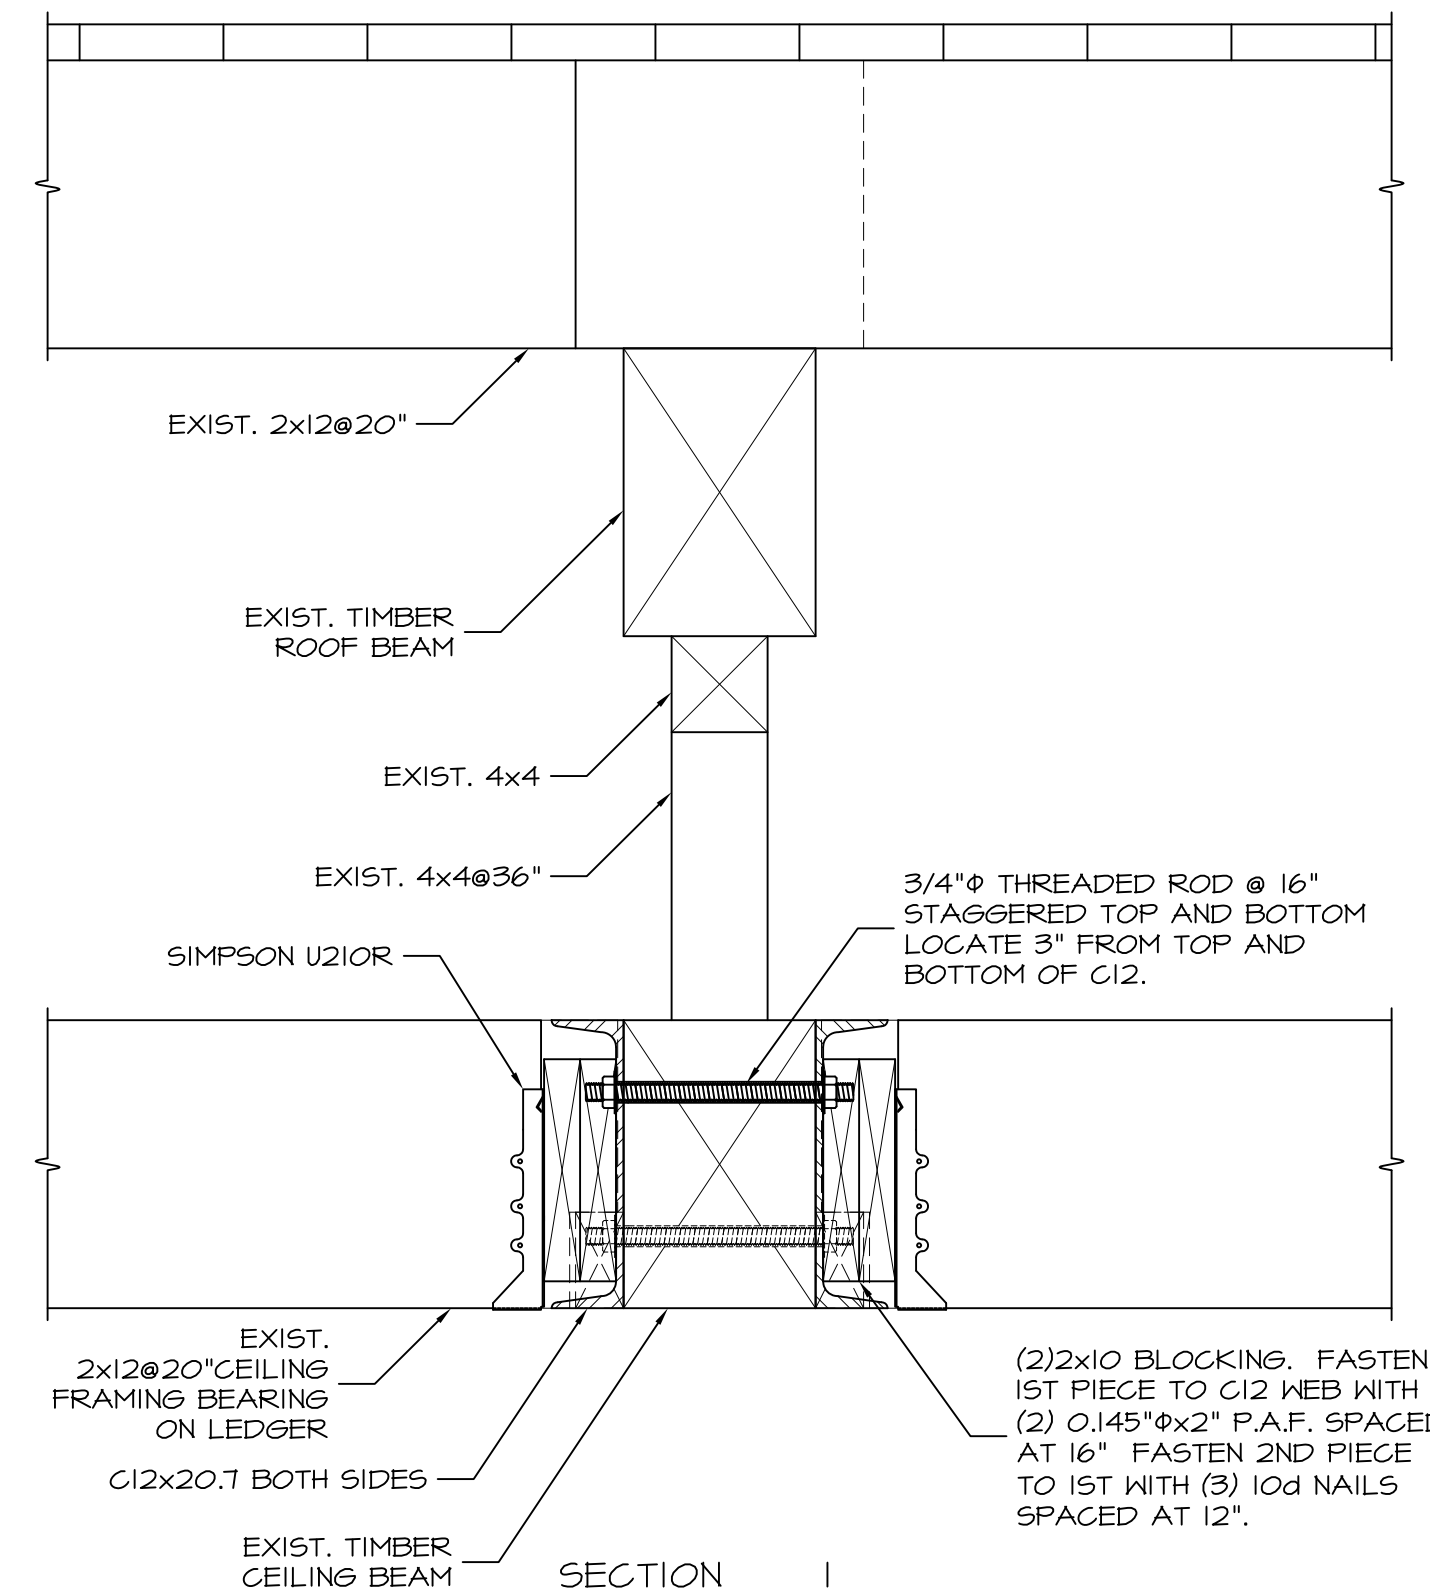 EXIST. 2x12@20"
EXIST. TIMBER
ROOF BEAM
EXIST. 4x4
EXIST. 4x4@36"
3/4"Φ THREADED ROD @ 16"
STAGGERED TOP AND BOTTOM
LOCATE 3" FROM TOP AND
BOTTOM OF C12.
SIMPSON U210R
EXIST.
2x12@20"CEILING
FRAMING BEARING
ON LEDGER
C12x20.7 BOTH SIDES
EXIST. TIMBER
CEILING BEAM
(2)2x10 BLOCKING. FASTEN
1ST PIECE TO C12 WEB WITH
(2) 0.145"Φx2" P.A.F. SPACED
AT 16" FASTEN 2ND PIECE
TO 1ST WITH (3) 10d NAILS
SPACED AT 12".
SECTION 1